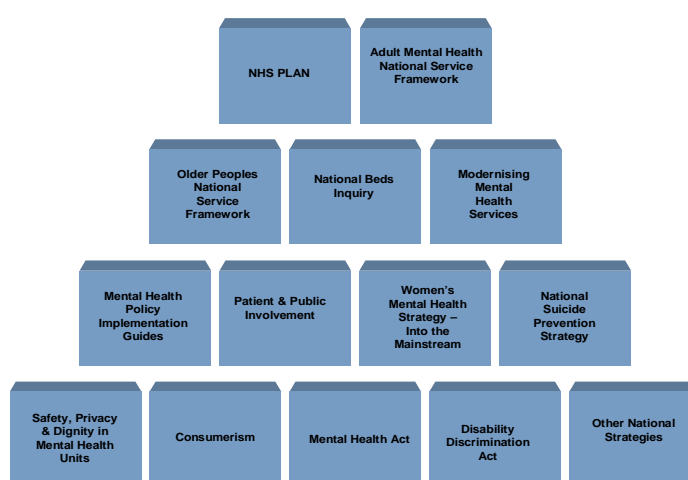 NHS PLAN
Adult Mental Health
National Service
Framework
Older Peoples
National
Service
Framework
National Beds
Inquiry
Modernising
Mental
Health
Services
Mental Health
Policy
Implementation
Guides
Patient & Public
Involvement
Women's
Mental Health
Strategy –
Into the
Mainstream
National
Suicide
Prevention
Strategy
Safety, Privacy
& Dignity in
Mental Health
Units
Consumerism
Mental Health Act
Disability
Discrimination
Act
Other National
Strategies